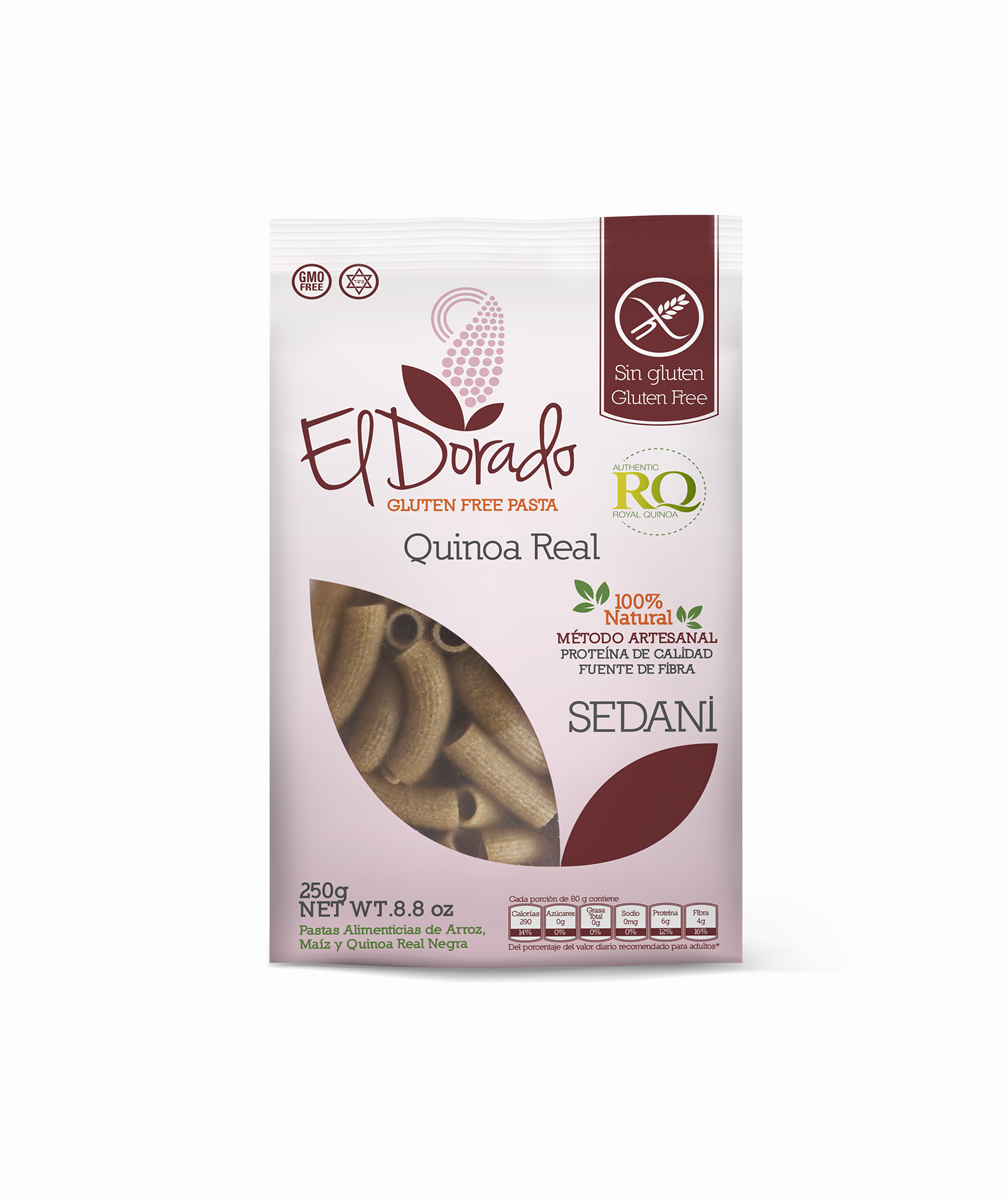 GMO
FREE
Sin gluten
Gluten Free
El Dorado
GLUTEN FREE PASTA
AUTHENTIC
RQ
ROYAL QUINOA
Quinoa Real
100%
Natural
MÉTODO ARTESANAL
PROTEÍNA DE CALIDAD
FUENTE DE FIBRA
SEDANI
250g
NET WT.8.8 oz
Pastas Alimenticias de Arroz,
Maíz y Quinoa Real Negra
Cada porción de 80 g contiene
Calorías 290 14%
Azúcares 0g 0%
Grasa Total 0g 0%
Sodio 0mg 0%
Proteína 6g 12%
Fibra 4g 16%
Del porcentaje del valor diario recomendado para adultos*